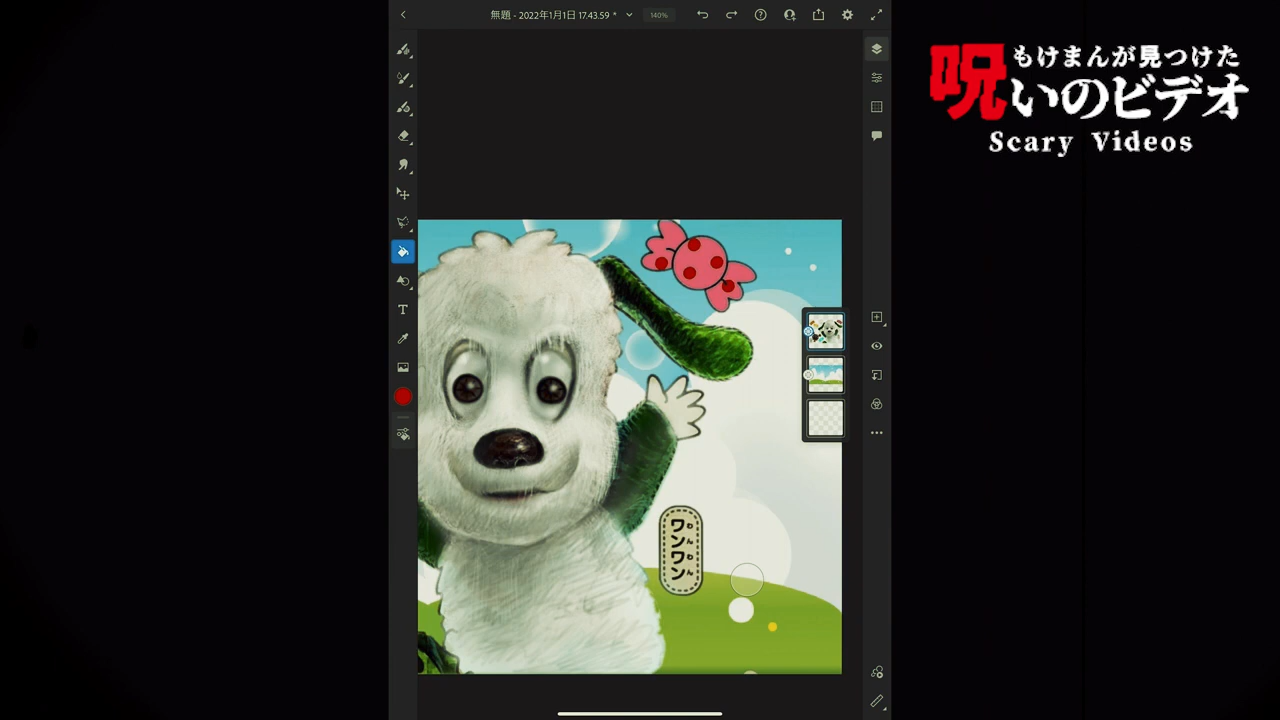 無題 - 2022年1月1日 17.43.59 *
140%
もけまんが見つけた
呪いのビデオ
Scary Videos
T
ワンワン
わんわん